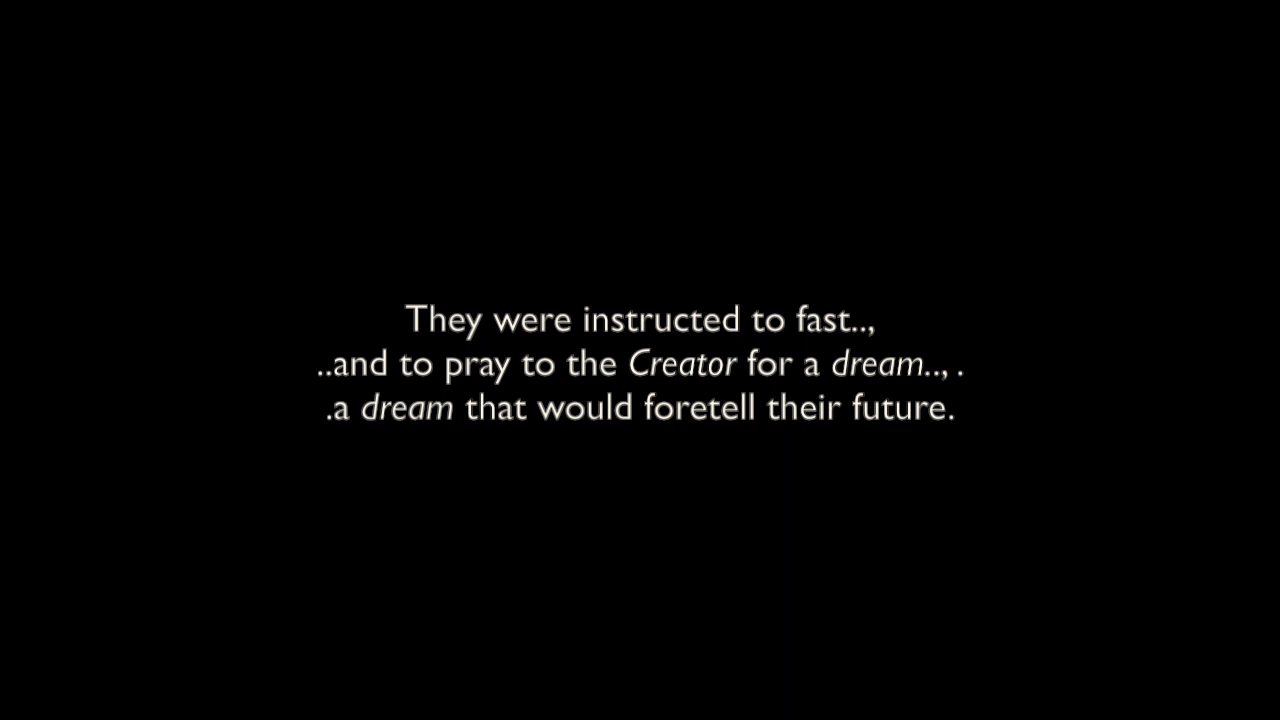 They were instructed to fast..,
..and to pray to the Creator for a dream.., .
.a dream that would foretell their future.